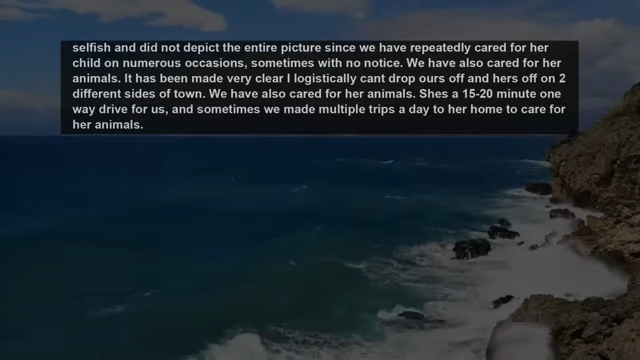 selfish and did not depict the entire picture since we have repeatedly cared for her
child on numerous occasions, sometimes with no notice. We have also cared for her
animals. It has been made very clear I logistically cant drop ours off and hers off on 2
different sides of town. We have also cared for her animals. Shes a 15-20 minute one
way drive for us, and sometimes we made multiple trips a day to her home to care for
her animals.